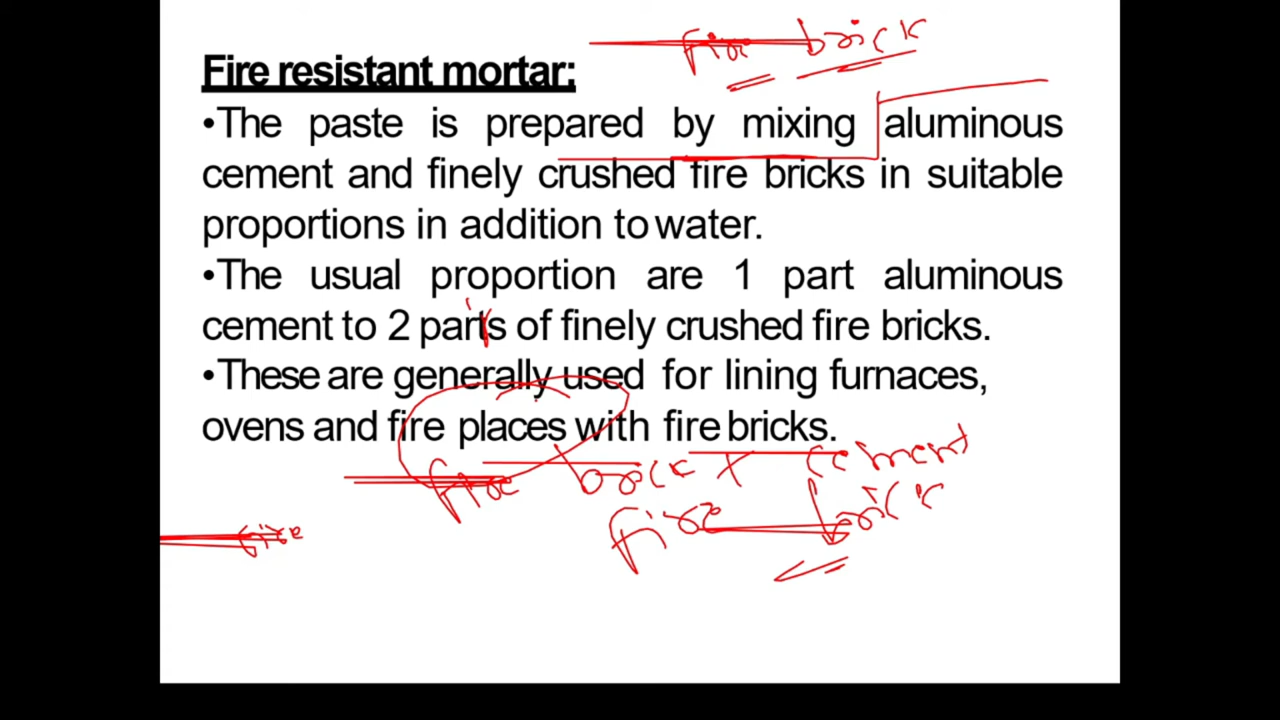 fire brick
Fire resistant mortar:
•The paste is prepared by mixing aluminous
cement and finely crushed fire bricks in suitable
proportions in addition to water.
•The usual proportion are 1 part aluminous
cement to 2 parts of finely crushed fire bricks.
•These are generally used for lining furnaces,
ovens and fire places with fire bricks.
fire brick + cement
fire brick
fire